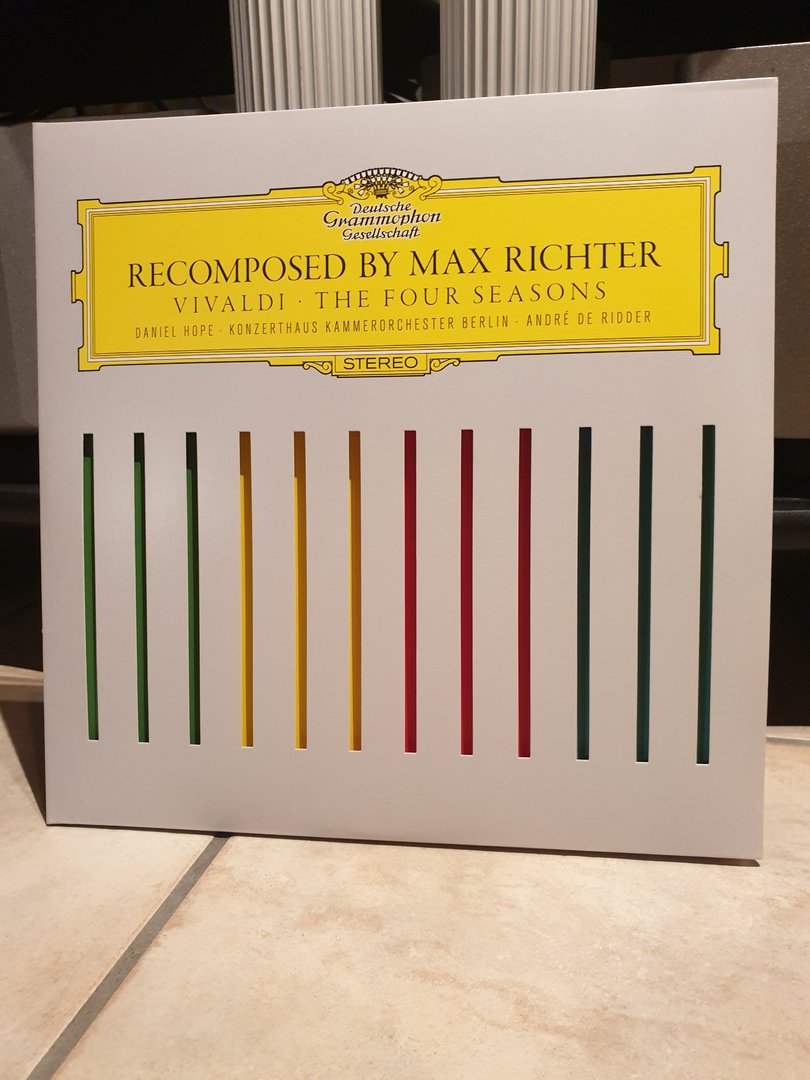 Deutsche
Grammophon
Gesellschaft
RECOMPOSED BY MAX RICHTER
VIVALDI · THE FOUR SEASONS
DANIEL HOPE · KONZERTHAUS KAMMERORCHESTER BERLIN · ANDRÉ DE RIDDER
STEREO